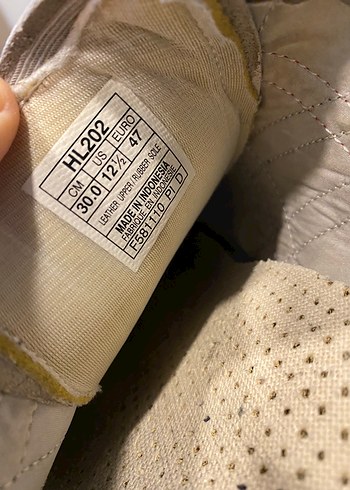 HL202
CM US EURO
30.0 12½ 47
LEATHER UPPER / RUBBER SOLE
MADE IN INDONESIA
FABRIQUE EN INDONESIE
F581110 PI D